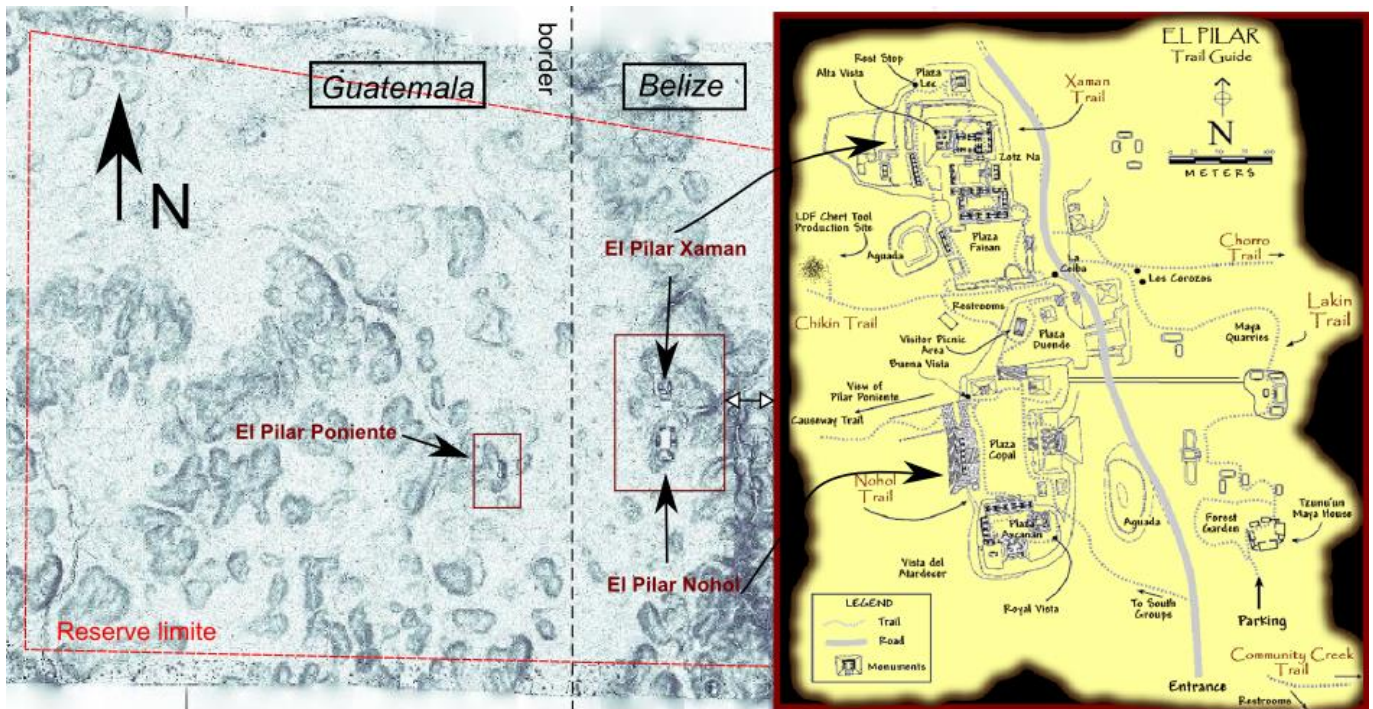 Guatemala
border
Belize
N
El Pilar Xaman
El Pilar Poniente
El Pilar Nohol
Reserve limite
EL PILAR
Trail Guide
N
METERS
Rest Stop
Alta Vista
Plaza
Lec
Xaman
Trail
Zotz Na
LDF Chert Tool
Production Site
Aguada
Plaza
Faisan
La
Ceiba
Chorro
Trail
Los Corozos
Restrooms
Chikin Trail
Lakin
Trail
Maya
Quarries
Visitor Picnic
Area
Plaza
Duende
Buena Vista
View of
Pilar Poniente
Causeway Trail
Plaza
Copal
Nohol
Trail
Plaza
Axcanan
Aguada
Forest
Garden
Tzunu'un
Maya House
Vista del
Atardecer
Royal Vista
To South
Groups
Parking
LEGEND
Trail
Road
Monuments
Entrance
Community Creek
Trail
Restrooms